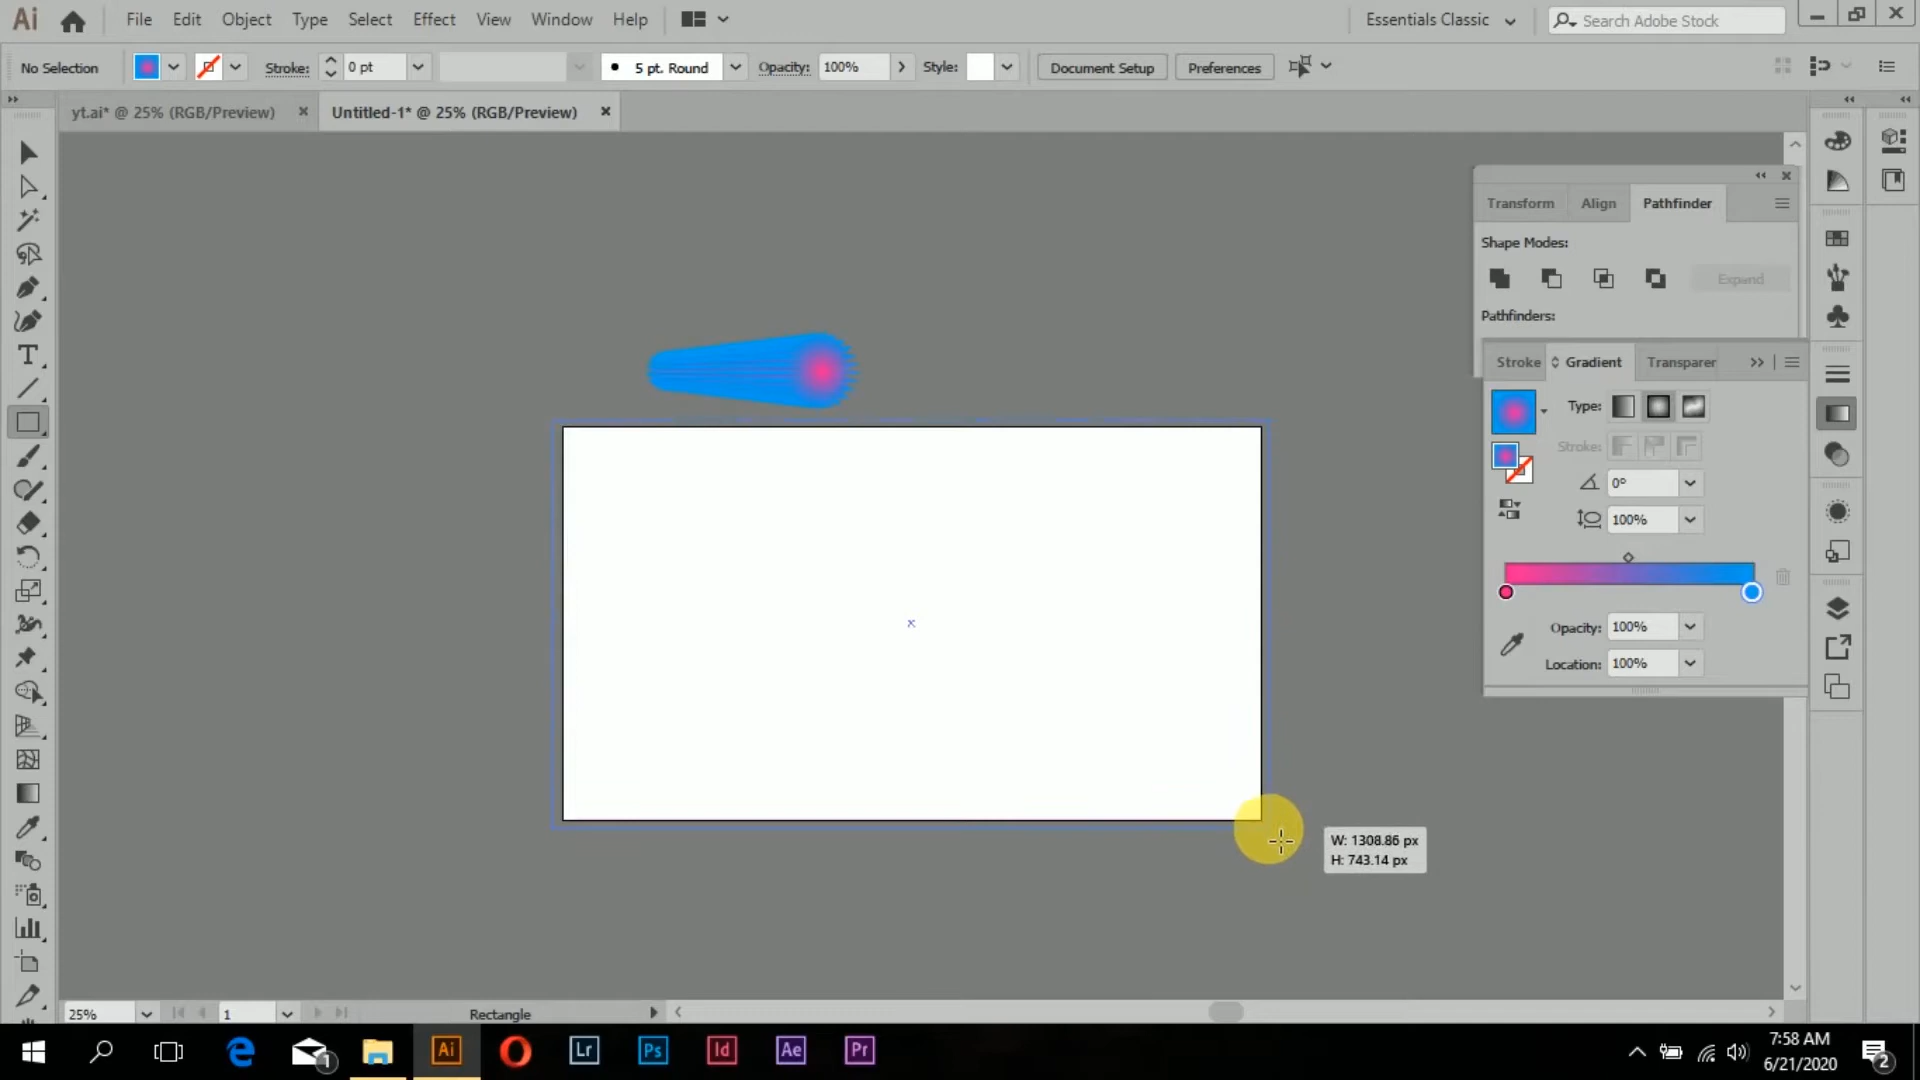 Ai File Edit Object Type Select Effect View Window Help Essentials Classic Search Adobe Stock
No Selection Stroke: 0 pt 5 pt. Round Opacity: 100% Style: Document Setup Preferences
yt.ai* @ 25% (RGB/Preview) Untitled-1* @ 25% (RGB/Preview)
Transform Align Pathfinder
Shape Modes:
Expand
Pathfinders:
Stroke Gradient Transparer
Type:
Stroke:
0°
100%
Opacity: 100%
Location: 100%
W: 1308.86 px
H: 743.14 px
25% 1 Rectangle
1 Ai Lr Ps Id Ae Pr
7:58 AM
6/21/2020
2